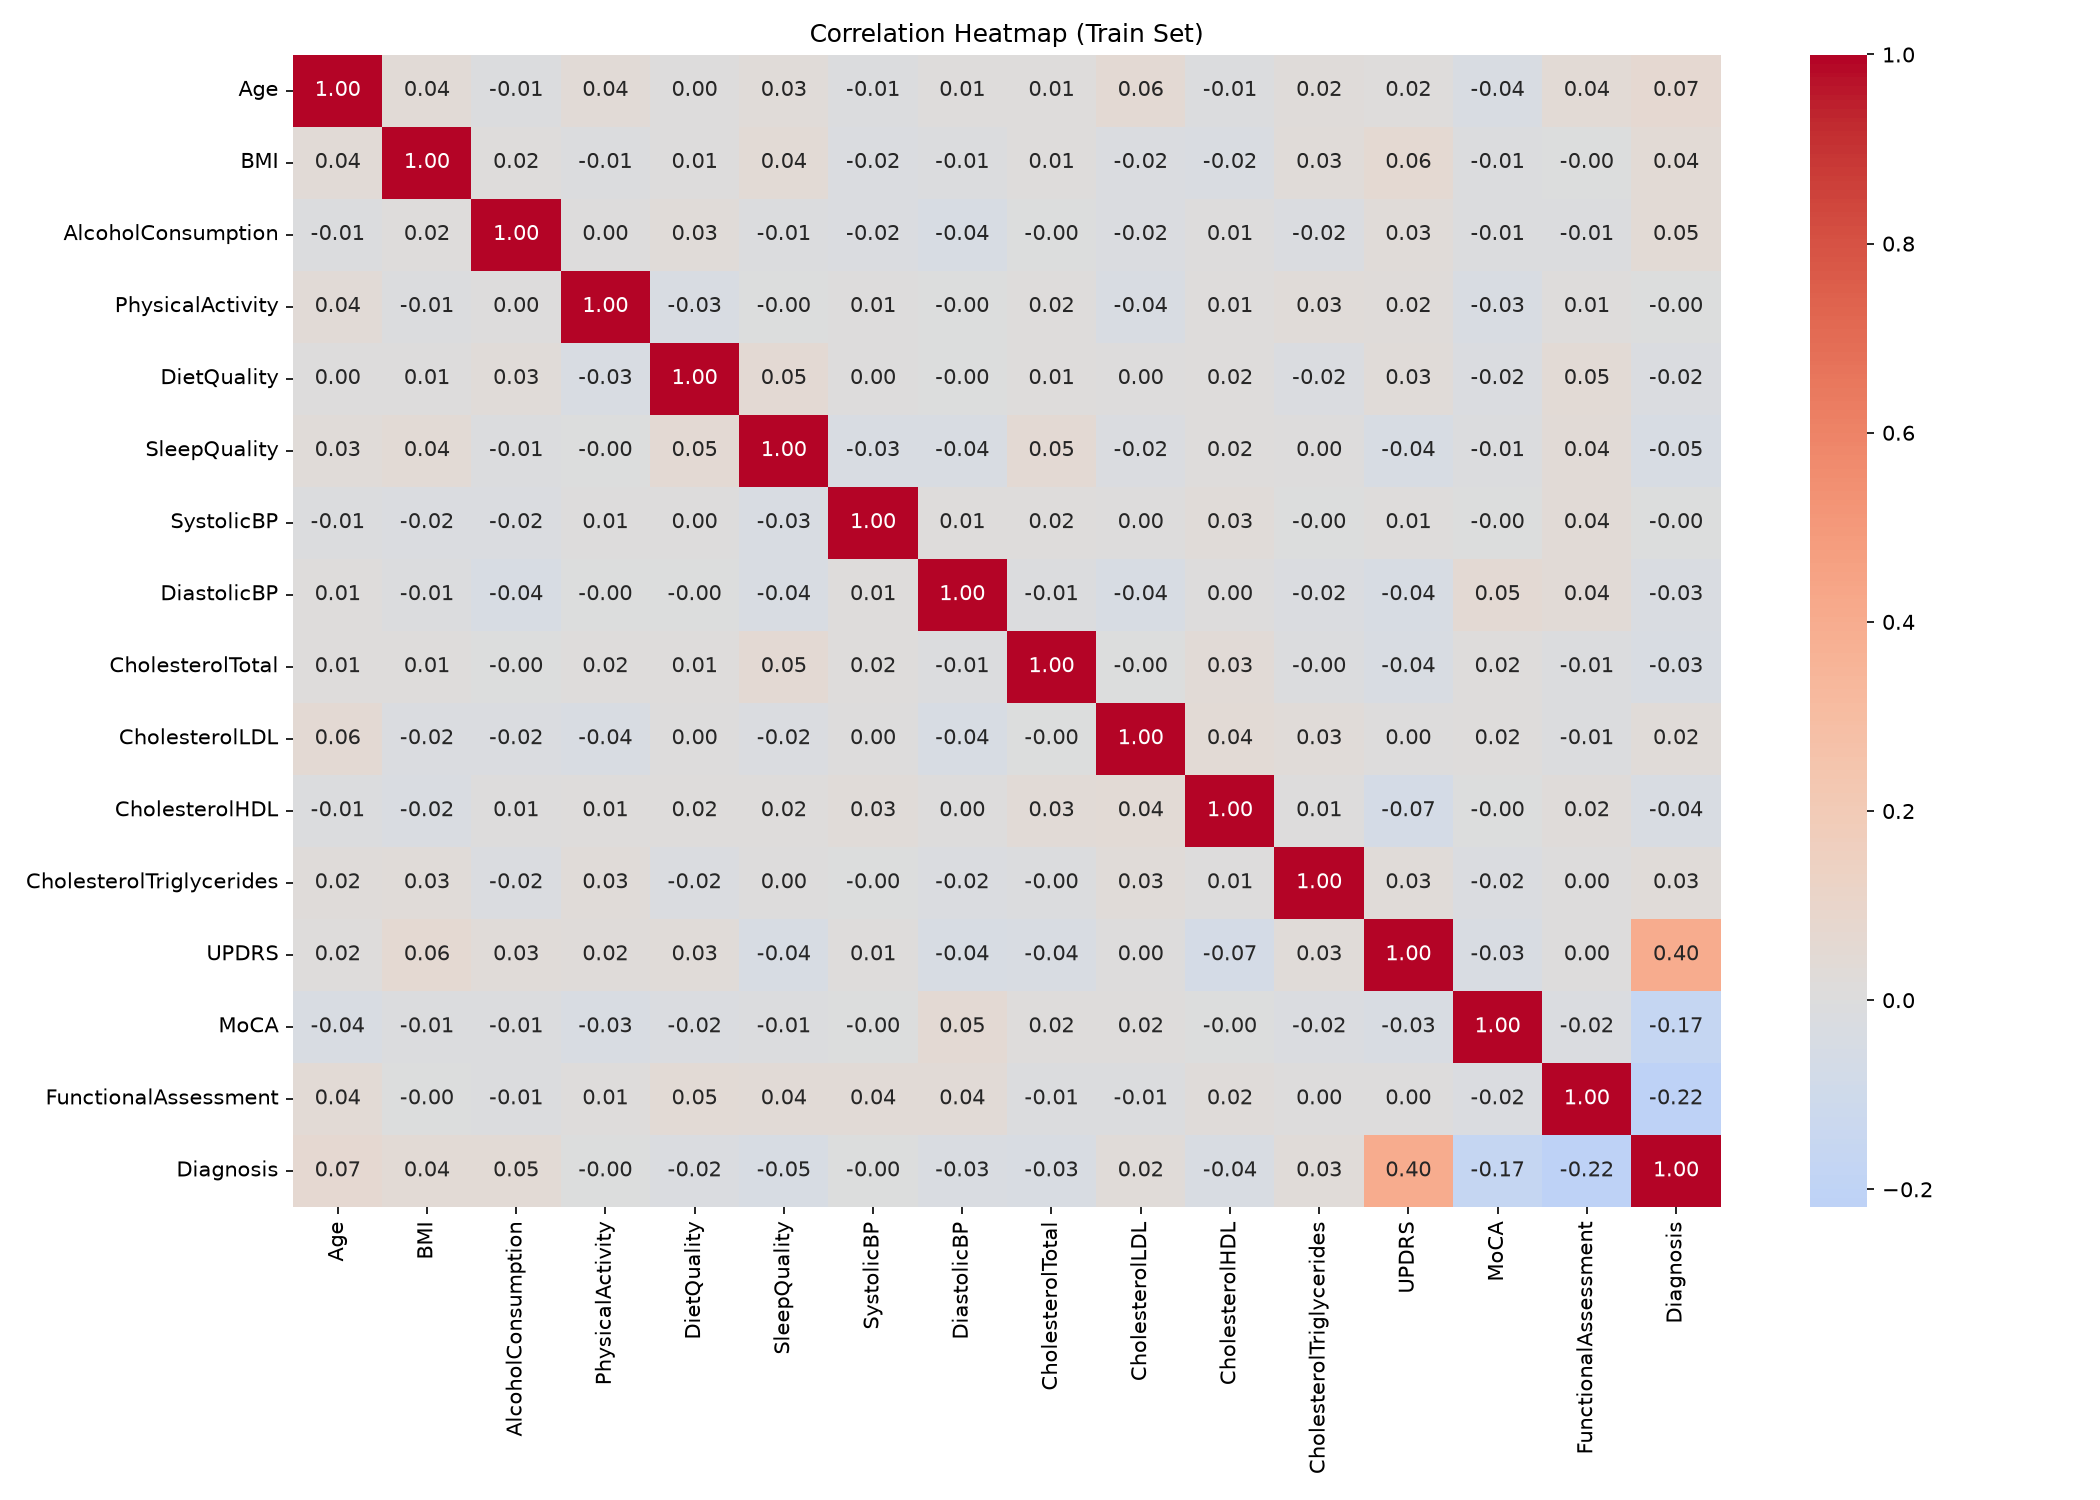 Correlation Heatmap (Train Set)
Age 1.00 0.04 -0.01 0.04 0.00 0.03 -0.01 0.01 0.01 0.06 -0.01 0.02 0.02 -0.04 0.04 0.07
BMI 0.04 1.00 0.02 -0.01 0.01 0.04 -0.02 -0.01 0.01 -0.02 -0.02 0.03 0.06 -0.01 -0.00 0.04
AlcoholConsumption -0.01 0.02 1.00 0.00 0.03 -0.01 -0.02 -0.04 -0.00 -0.02 0.01 -0.02 0.03 -0.01 -0.01 0.05
PhysicalActivity 0.04 -0.01 0.00 1.00 -0.03 -0.00 0.01 -0.00 0.02 -0.04 0.01 0.03 0.02 -0.03 0.01 -0.00
DietQuality 0.00 0.01 0.03 -0.03 1.00 0.05 0.00 -0.00 0.01 0.00 0.02 -0.02 0.03 -0.02 0.05 -0.02
SleepQuality 0.03 0.04 -0.01 -0.00 0.05 1.00 -0.03 -0.04 0.05 -0.02 0.02 0.00 -0.04 -0.01 0.04 -0.05
SystolicBP -0.01 -0.02 -0.02 0.01 0.00 -0.03 1.00 0.01 0.02 0.00 0.03 -0.00 0.01 -0.00 0.04 -0.00
DiastolicBP 0.01 -0.01 -0.04 -0.00 -0.00 -0.04 0.01 1.00 -0.01 -0.04 0.00 -0.02 -0.04 0.05 0.04 -0.03
CholesterolTotal 0.01 0.01 -0.00 0.02 0.01 0.05 0.02 -0.01 1.00 -0.00 0.03 -0.00 -0.04 0.02 -0.01 -0.03
CholesterolLDL 0.06 -0.02 -0.02 -0.04 0.00 -0.02 0.00 -0.04 -0.00 1.00 0.04 0.03 0.00 0.02 -0.01 0.02
CholesterolHDL -0.01 -0.02 0.01 0.01 0.02 0.02 0.03 0.00 0.03 0.04 1.00 0.01 -0.07 -0.00 0.02 -0.04
CholesterolTriglycerides 0.02 0.03 -0.02 0.03 -0.02 0.00 -0.00 -0.02 -0.00 0.03 0.01 1.00 0.03 -0.02 0.00 0.03
UPDRS 0.02 0.06 0.03 0.02 0.03 -0.04 0.01 -0.04 -0.04 0.00 -0.07 0.03 1.00 -0.03 0.00 0.40
MoCA -0.04 -0.01 -0.01 -0.03 -0.02 -0.01 -0.00 0.05 0.02 0.02 -0.00 -0.02 -0.03 1.00 -0.02 -0.17
FunctionalAssessment 0.04 -0.00 -0.01 0.01 0.05 0.04 0.04 0.04 -0.01 -0.01 0.02 0.00 0.00 -0.02 1.00 -0.22
Diagnosis 0.07 0.04 0.05 -0.00 -0.02 -0.05 -0.00 -0.03 -0.03 0.02 -0.04 0.03 0.40 -0.17 -0.22 1.00
Age
BMI
AlcoholConsumption
PhysicalActivity
DietQuality
SleepQuality
SystolicBP
DiastolicBP
CholesterolTotal
CholesterolLDL
CholesterolHDL
CholesterolTriglycerides
UPDRS
MoCA
FunctionalAssessment
Diagnosis
1.0
0.8
0.6
0.4
0.2
0.0
−0.2